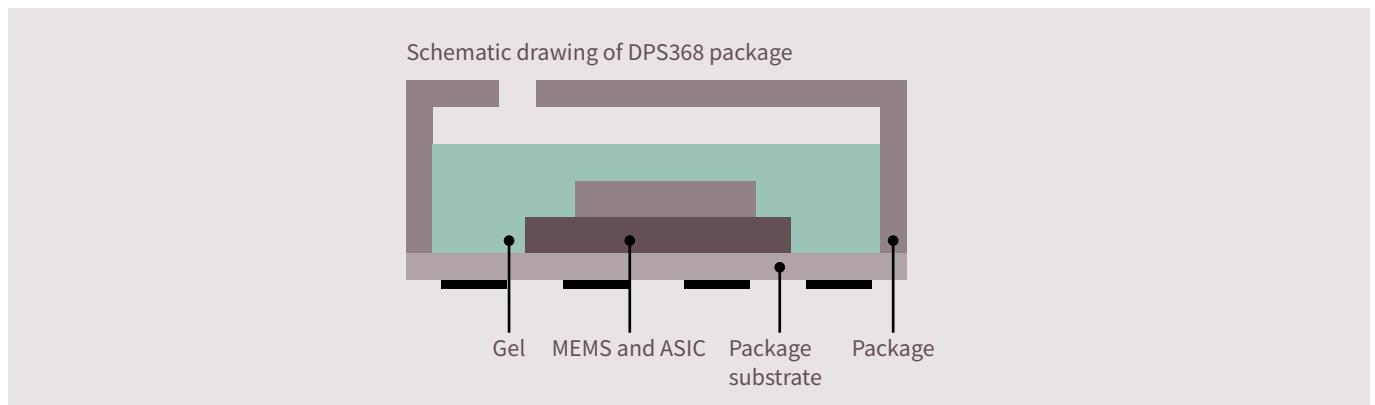 Schematic drawing of DPS368 package
Gel
MEMS and ASIC
Package
substrate
Package